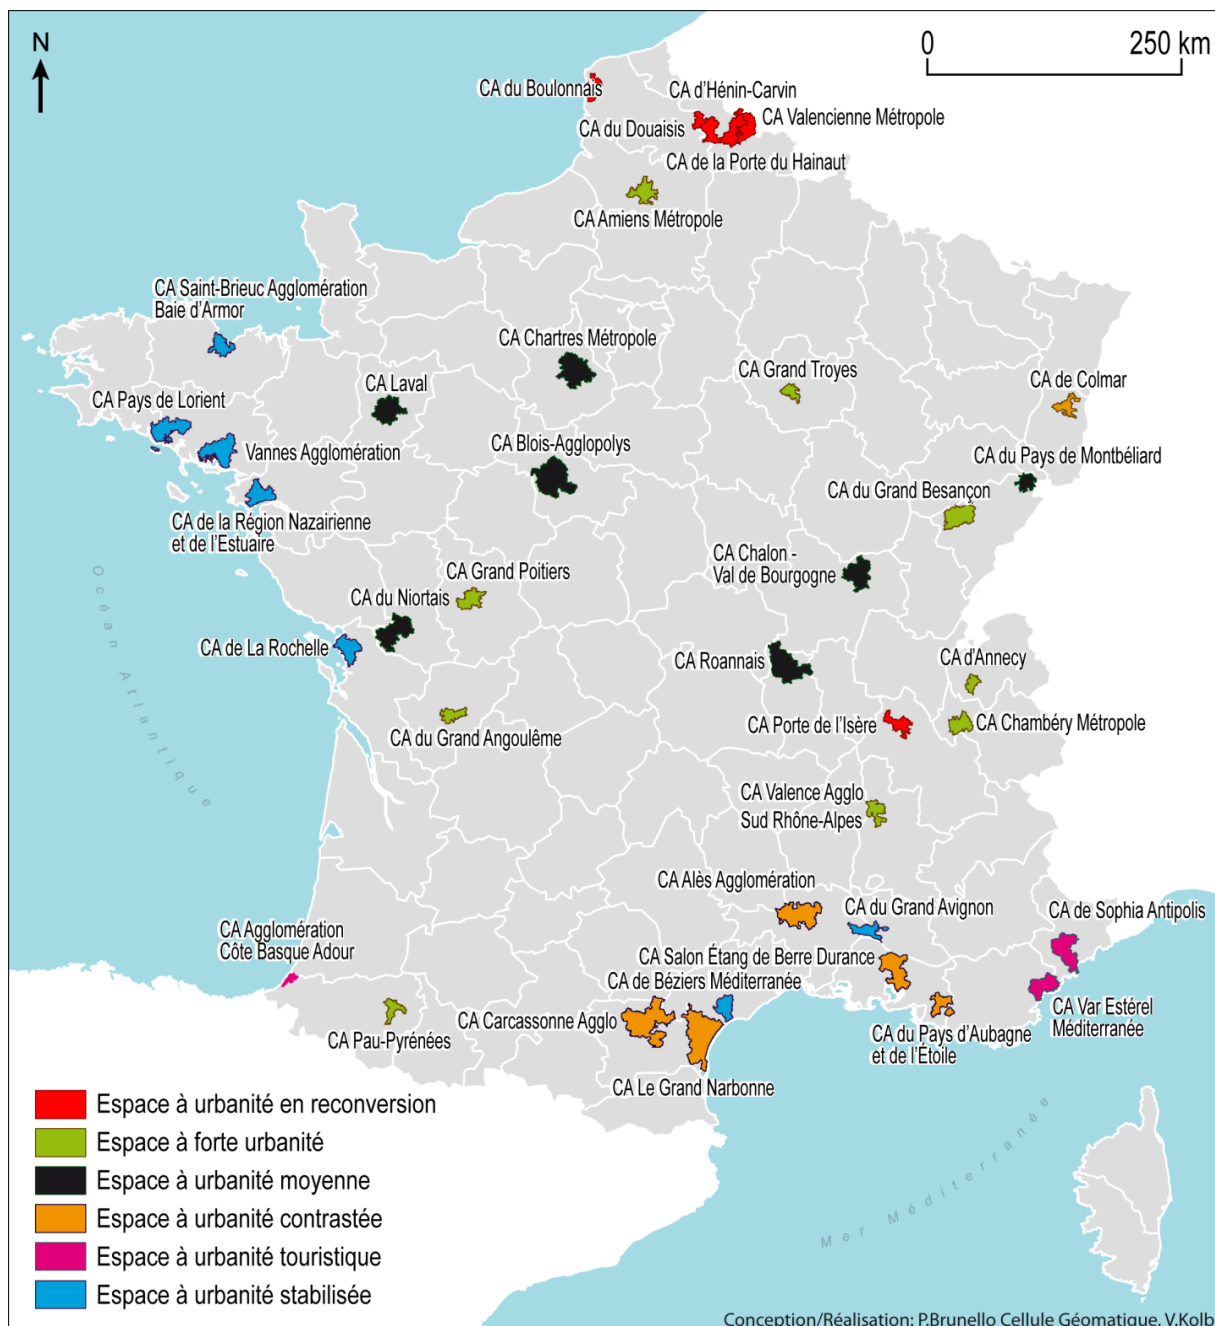 N
0 250 km
CA du Boulonnais
CA d'Hénin-Carvin
CA Valencienne Métropole
CA du Douaisis
CA de la Porte du Hainaut
CA Amiens Métropole
CA Saint-Brieuc Agglomération
Baie d'Armor
CA Chartres Métropole
CA Grand Troyes
CA de Colmar
CA Laval
CA Pays de Lorient
Vannes Agglomération
CA Blois-Agglopolys
CA du Pays de Montbéliard
CA du Grand Besançon
CA de la Région Nazairienne
et de l'Estuaire
CA Chalon -
Val de Bourgogne
CA Grand Poitiers
CA du Niortais
CA de La Rochelle
CA Roannais
CA d'Annecy
CA Porte de l'Isère
CA Chambéry Métropole
CA du Grand Angoulême
Océan Atlantique
CA Valence Agglo
Sud Rhône-Alpes
CA Alès Agglomération
CA du Grand Avignon
CA de Sophia Antipolis
CA Agglomération
Côte Basque Adour
CA Salon Étang de Berre Durance
CA de Béziers Méditerranée
CA Carcassonne Agglo
CA Var Estérel
Méditerranée
CA du Pays d'Aubagne
et de l'Étoile
CA Pau-Pyrénées
CA Le Grand Narbonne
Mer Méditerranée
Espace à urbanité en reconversion
Espace à forte urbanité
Espace à urbanité moyenne
Espace à urbanité contrastée
Espace à urbanité touristique
Espace à urbanité stabilisée
Conception/Réalisation: P.Brunello Cellule Géomatique, V.Kolb